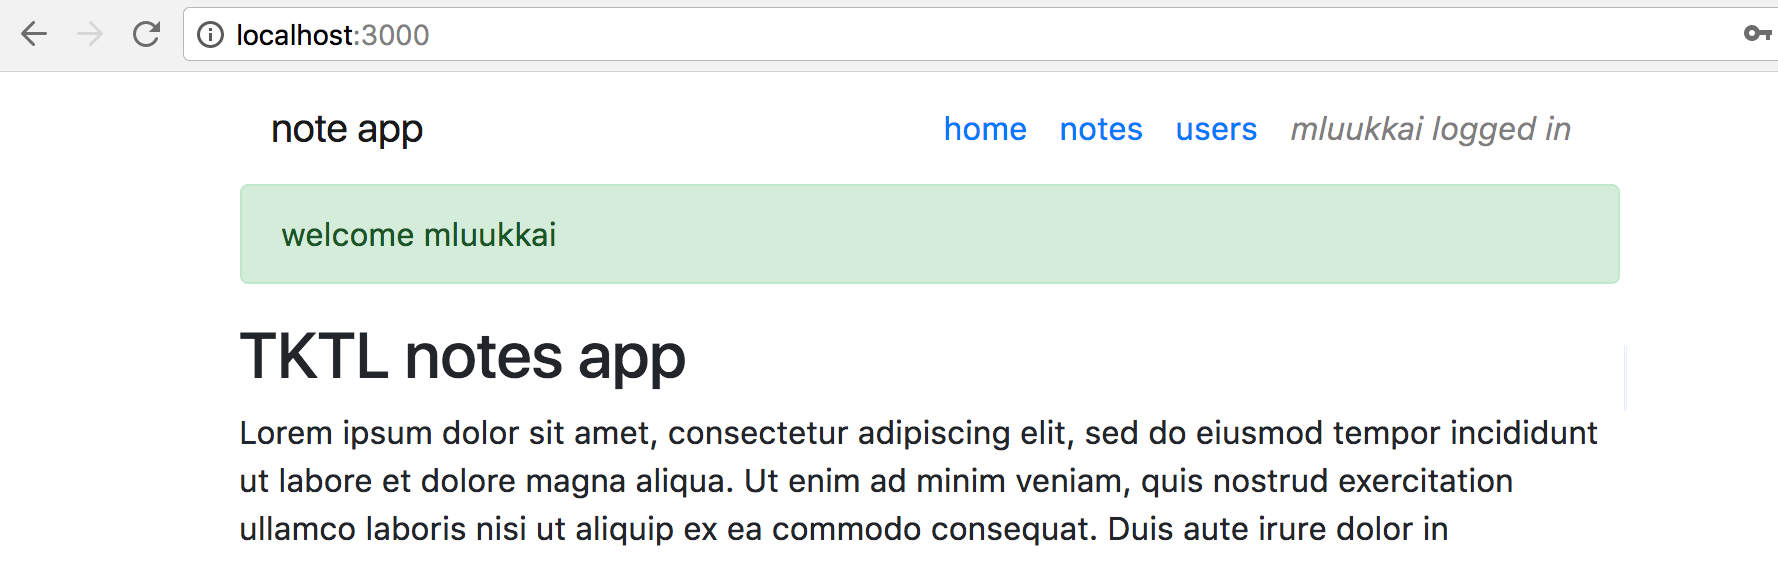 localhost:3000
note app home notes users mluukkai logged in
welcome mluukkai
TKTL notes app
Lorem ipsum dolor sit amet, consectetur adipiscing elit, sed do eiusmod tempor incididunt
ut labore et dolore magna aliqua. Ut enim ad minim veniam, quis nostrud exercitation
ullamco laboris nisi ut aliquip ex ea commodo consequat. Duis aute irure dolor in